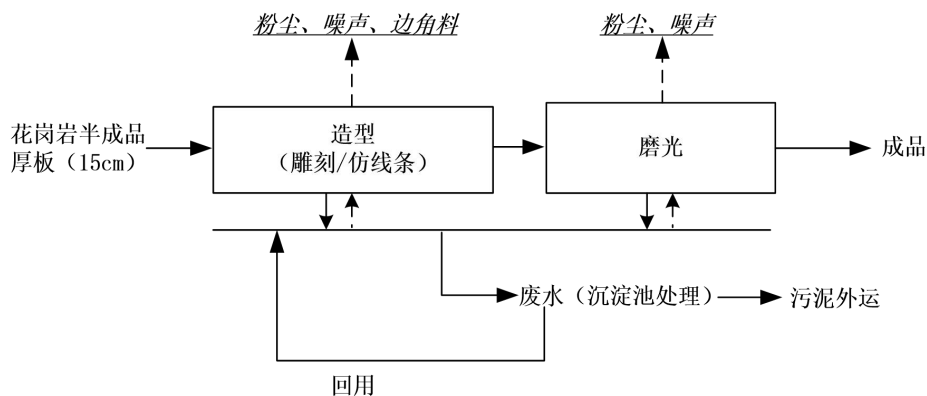 粉尘、噪声、边角料
粉尘、噪声
花岗岩半成品
厚板（15cm）
造型
（雕刻/仿线条）
磨光
成品
废水（沉淀池处理）
污泥外运
回用